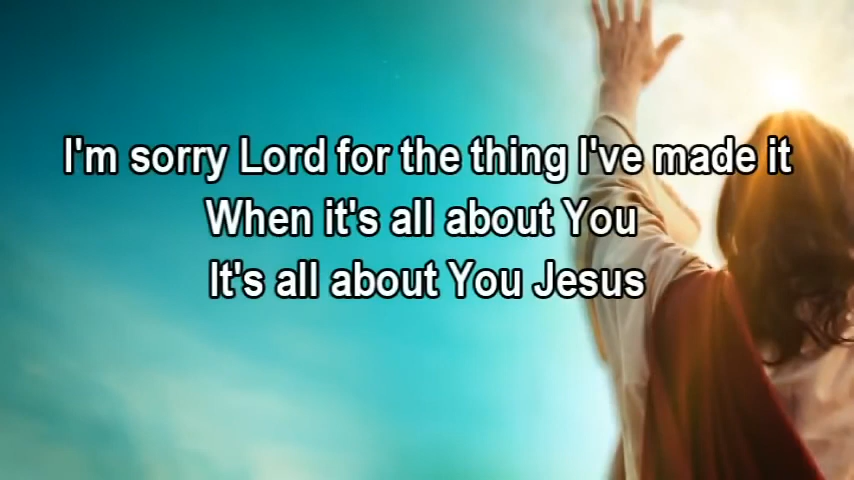 I'm sorry Lord for the thing I've made it
When it's all about You
It's all about You Jesus